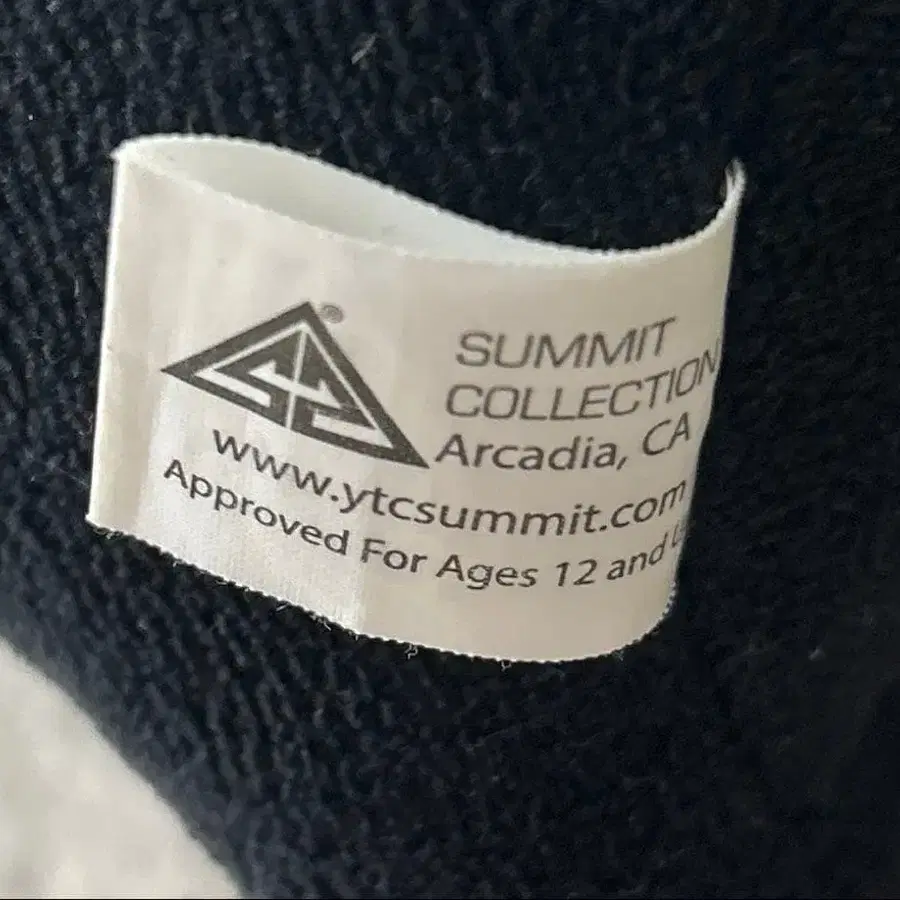 ®
SUMMIT
COLLECTION
Arcadia, CA
www.ytcsummit.com
Approved For Ages 12 and